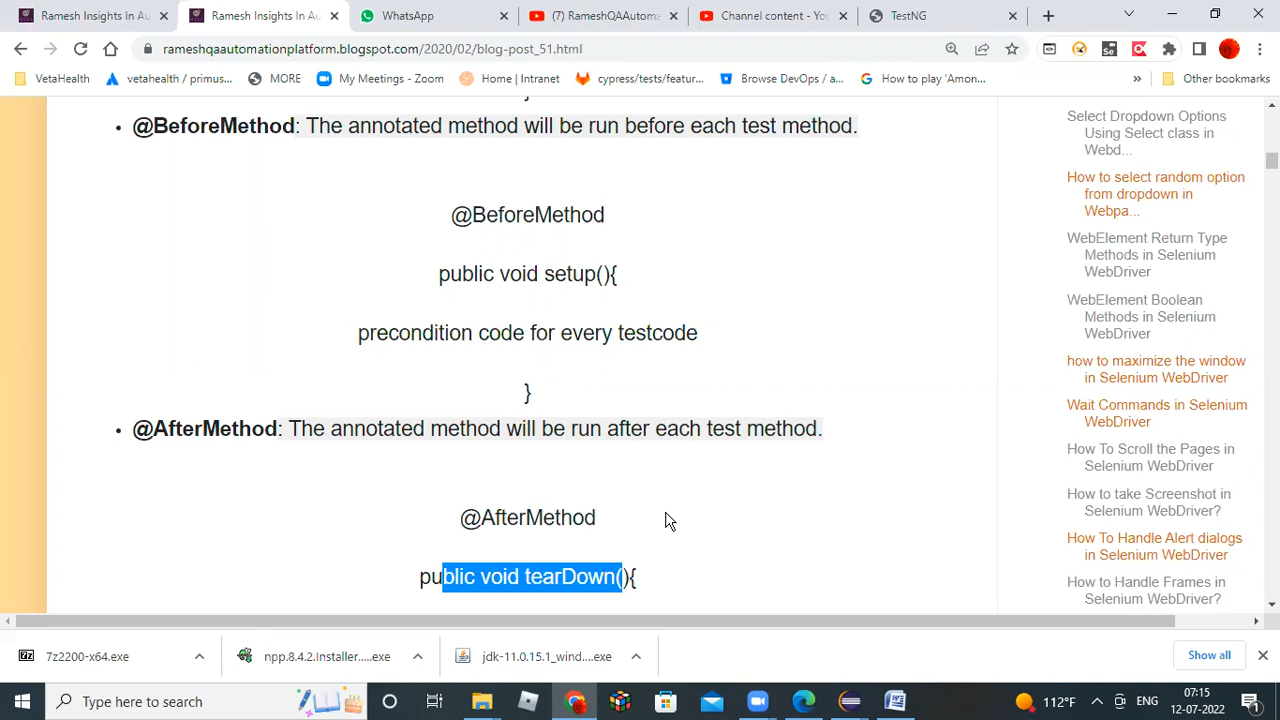 Ramesh Insights In Au
Ramesh Insights In Au
WhatsApp
(7) RameshQAAutoma
Channel content - You
TestNG
rameshqaautomationplatform.blogspot.com/2020/02/blog-post_51.html
VetaHealth
vetahealth / primus...
MORE
My Meetings - Zoom
Home | Intranet
cypress/tests/featur...
Browse DevOps / a...
How to play 'Amon...
»
Other bookmarks
}
• @BeforeMethod: The annotated method will be run before each test method.
@BeforeMethod
public void setup(){
precondition code for every testcode
}
• @AfterMethod: The annotated method will be run after each test method.
@AfterMethod
public void tearDown(){
Select Dropdown Options
Using Select class in
Webd...
How to select random option
from dropdown in
Webpa...
WebElement Return Type
Methods in Selenium
WebDriver
WebElement Boolean
Methods in Selenium
WebDriver
how to maximize the window
in Selenium WebDriver
Wait Commands in Selenium
WebDriver
How To Scroll the Pages in
Selenium WebDriver
How to take Screenshot in
Selenium WebDriver?
How To Handle Alert dialogs
in Selenium WebDriver
How to Handle Frames in
Selenium WebDriver?
7z2200-x64.exe
npp.8.4.2.Installer.....exe
jdk-11.0.15.1_wind....exe
Show all
Type here to search
112°F
ENG
07:15
12-07-2022
1